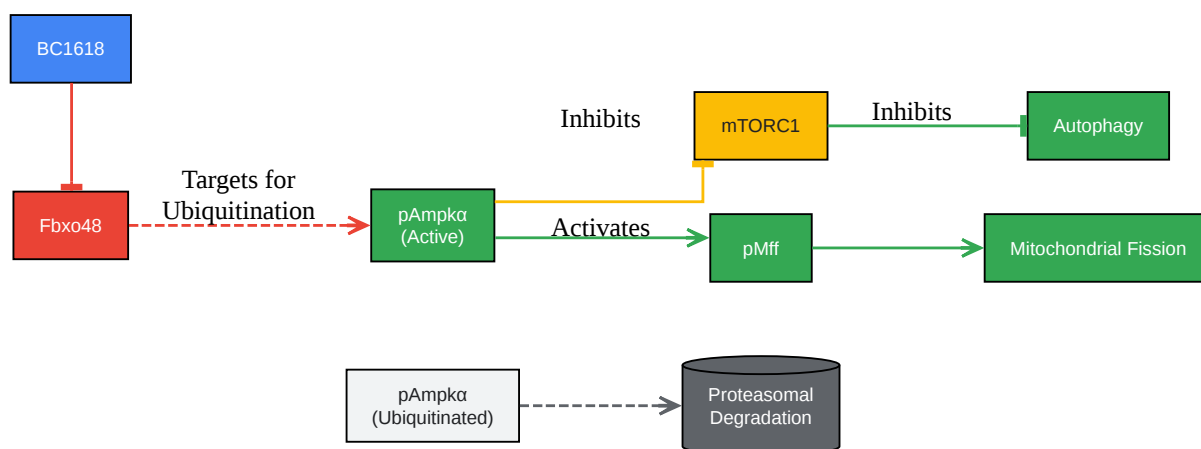 BC1618
Inhibits
mTORC1
Inhibits
Autophagy
Targets for
Ubiquitination
Fbxo48
pAmpkα
(Active)
Activates
pMff
Mitochondrial Fission
pAmpkα
(Ubiquitinated)
Proteasomal
Degradation